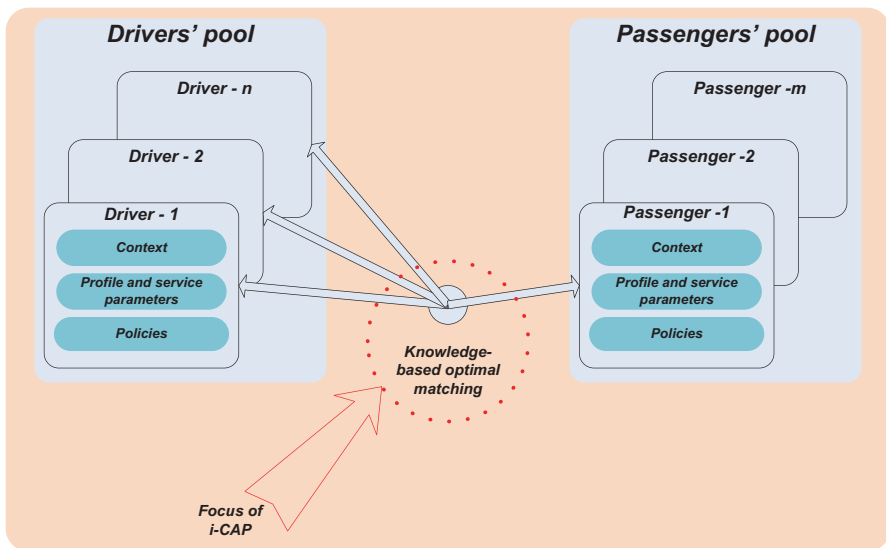 Drivers' pool
Driver - n
Driver - 2
Driver - 1
Context
Profile and service
parameters
Policies
Passengers' pool
Passenger -m
Passenger -2
Passenger -1
Context
Profile and service
parameters
Policies
Knowledge-
based optimal
matching
Focus of
i-CAP